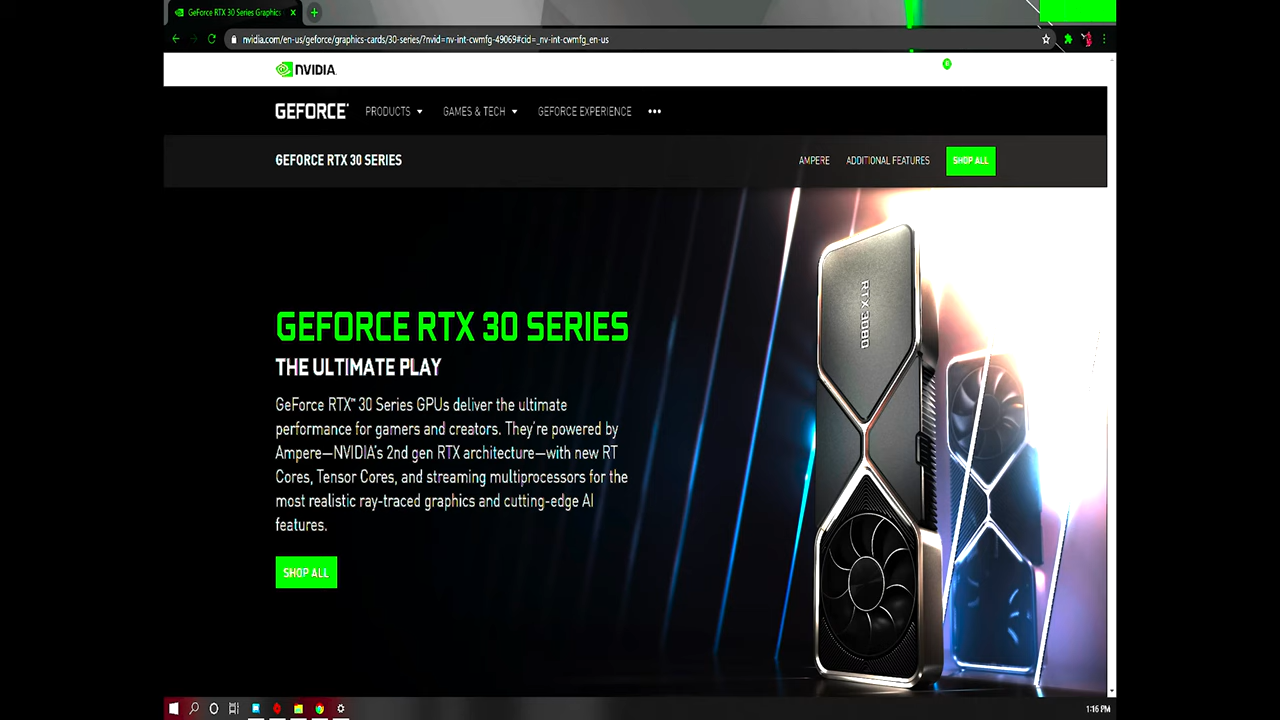 GeForce RTX 30 Series Graphics
nvidia.com/en-us/geforce/graphics-cards/30-series/?nvid=nv-int-cwmfg-49069#cid=_nv-int-cwmfg_en-us
NVIDIA.
GEFORCE PRODUCTS GAMES & TECH GEFORCE EXPERIENCE •••
GEFORCE RTX 30 SERIES AMPERE ADDITIONAL FEATURES SHOP ALL
RTX 3080
GEFORCE RTX 30 SERIES
THE ULTIMATE PLAY
GeForce RTX™ 30 Series GPUs deliver the ultimate
performance for gamers and creators. They're powered by
Ampere—NVIDIA's 2nd gen RTX architecture—with new RT
Cores, Tensor Cores, and streaming multiprocessors for the
most realistic ray-traced graphics and cutting-edge AI
features.
SHOP ALL
1:16 PM